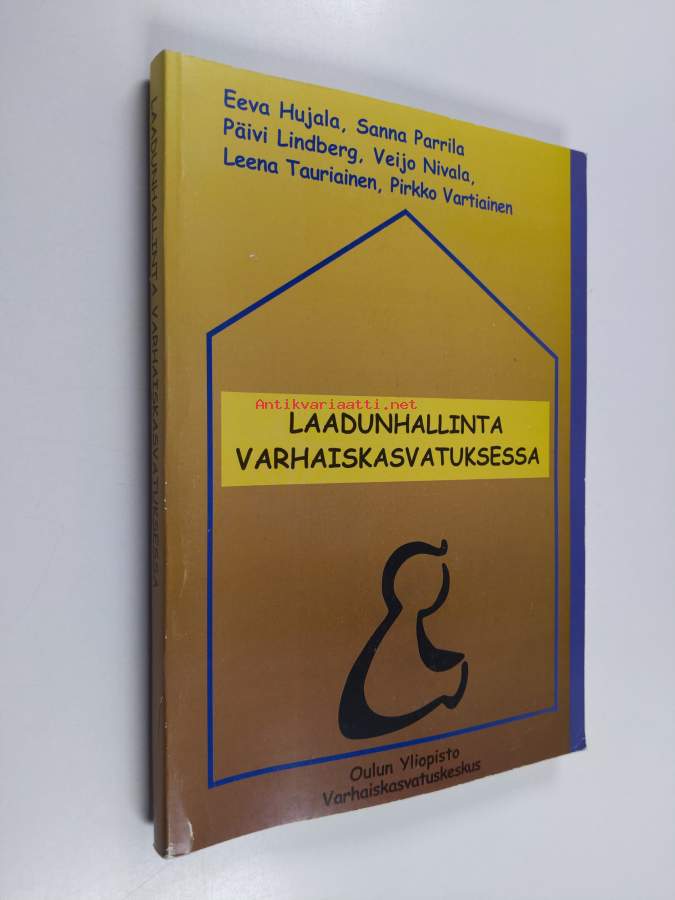 Eeva Hujala, Sanna Parrila
Päivi Lindberg, Veijo Nivala,
Leena Tauriainen, Pirkko Vartiainen
Antikvariaatti.net
LAADUNHALLINTA
VARHAISKASVATUKSESSA
Oulun Yliopisto
Varhaiskasvatuskeskus
LAADUNHALLINTA VARHAISKASVATUKSESSA